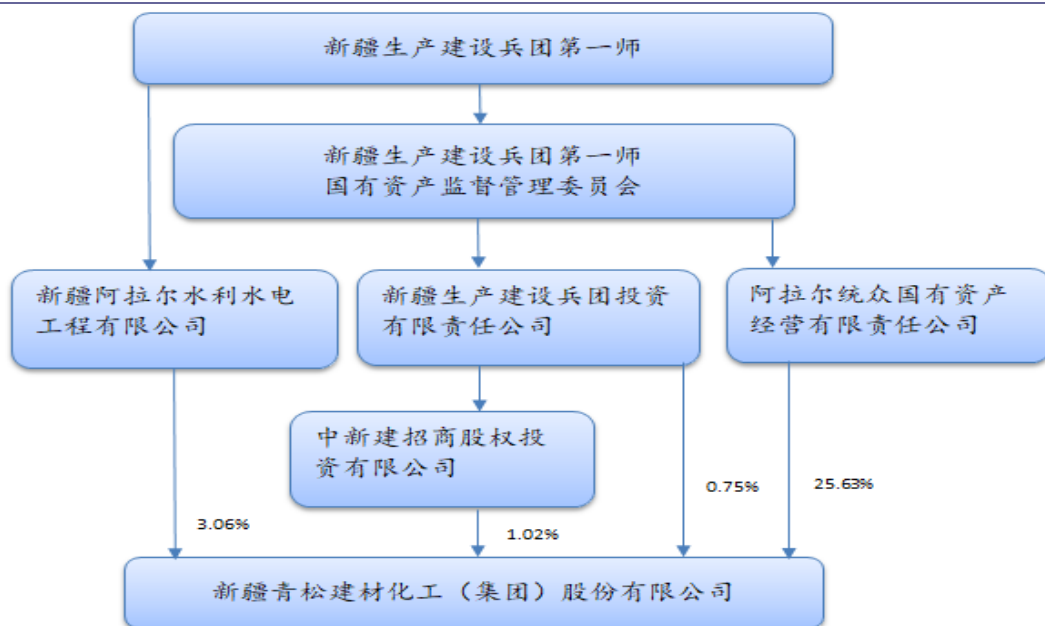 新疆生产建设兵团第一师
新疆生产建设兵团第一师
国有资产监督管理委员会
新疆阿拉尔水利水电
工程有限公司
新疆生产建设兵团投资
有限责任公司
阿拉尔统众国有资产
经营有限责任公司
中新建招商股权投
资有限公司
3.06%
1.02%
0.75%
25.63%
新疆青松建材化工（集团）股份有限公司